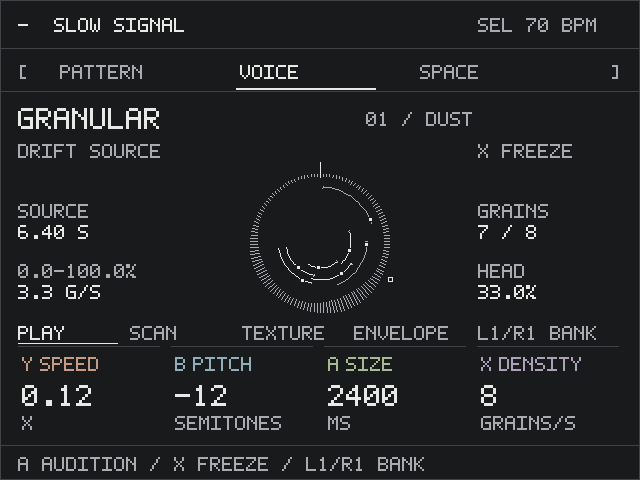 – SLOW SIGNAL SEL 70 BPM
[ PATTERN VOICE SPACE ]
GRANULAR 01 / DUST
DRIFT SOURCE X FREEZE
SOURCE GRAINS
6.40 S 7 / 8
0.0–100.0% HEAD
3.3 G/S 33.0%
PLAY SCAN TEXTURE ENVELOPE L1/R1 BANK
Y SPEED B PITCH A SIZE X DENSITY
0.12 –12 2400 8
X SEMITONES MS GRAINS/S
A AUDITION / X FREEZE / L1/R1 BANK